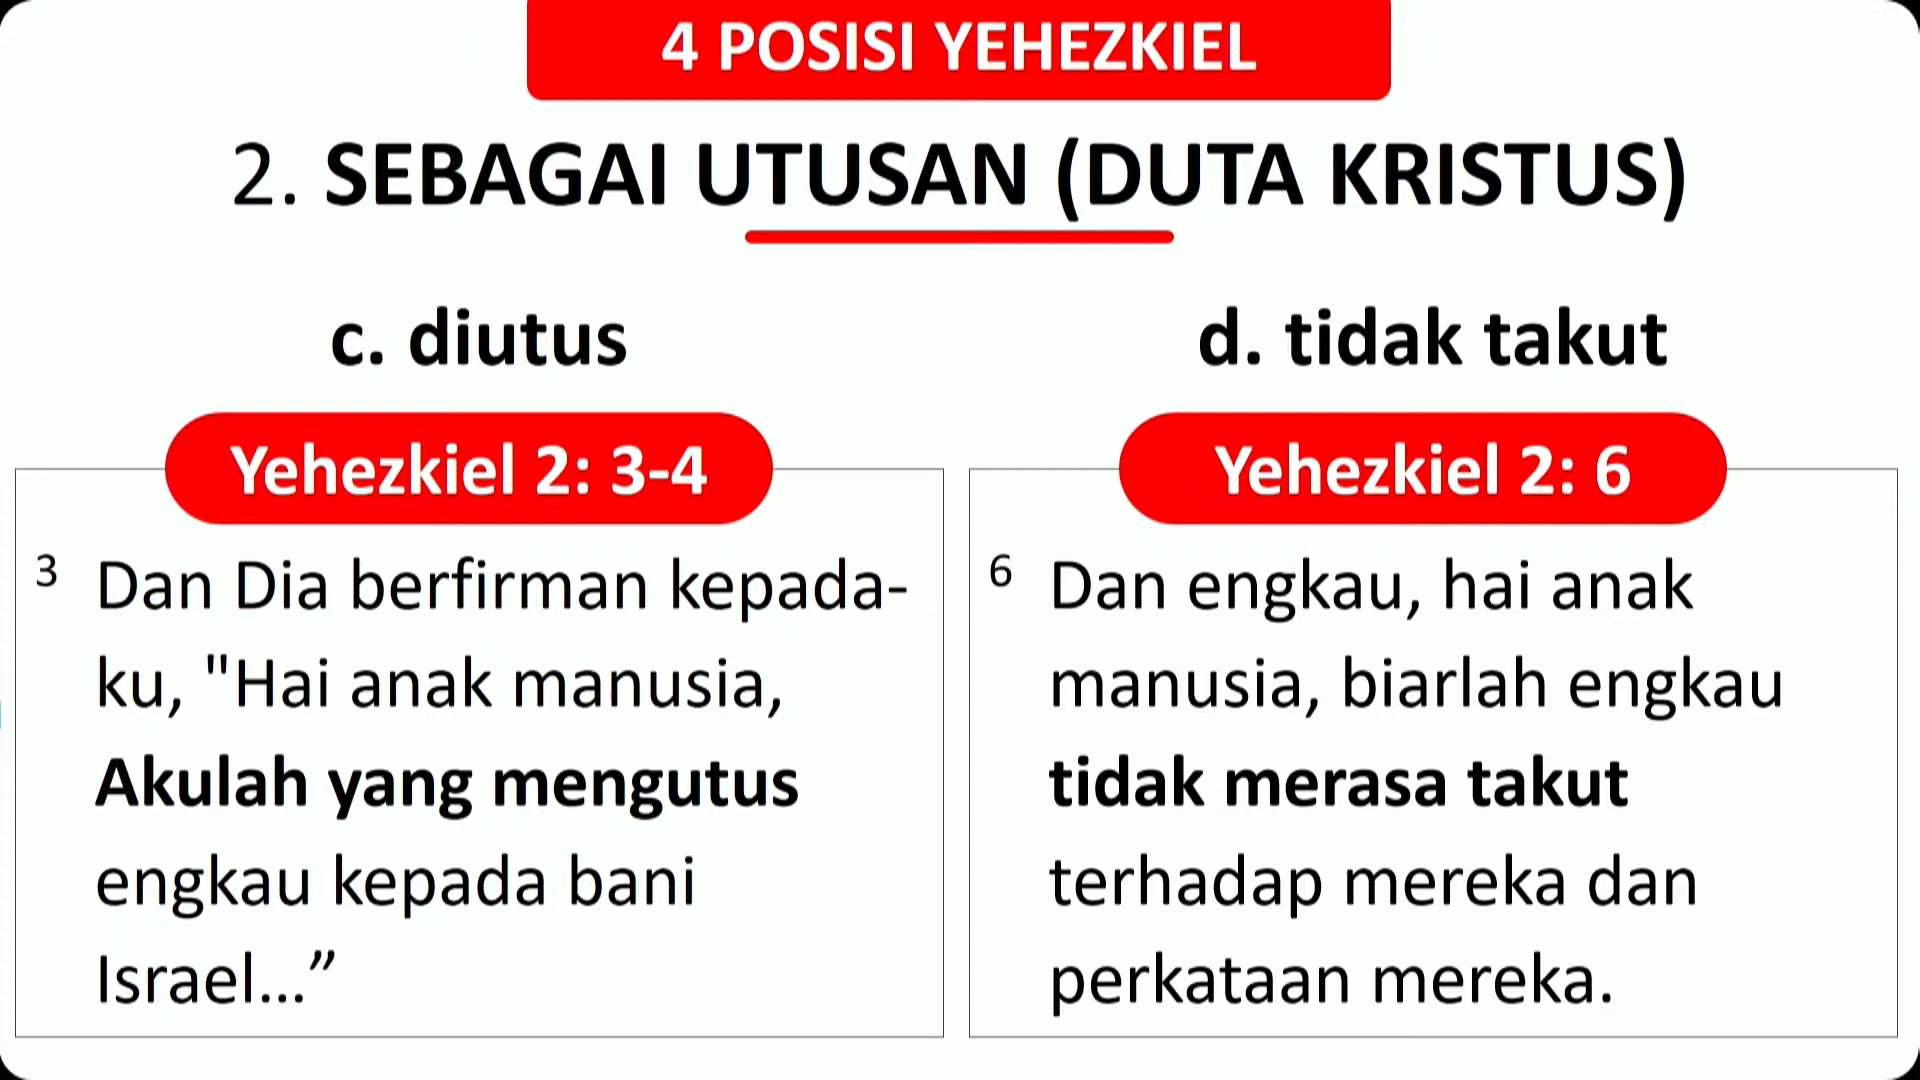 4 POSISI YEHEZKIEL
2. SEBAGAI UTUSAN (DUTA KRISTUS)
c. diutus
Yehezkiel 2: 3-4
3 Dan Dia berfirman kepada-
ku, "Hai anak manusia,
Akulah yang mengutus
engkau kepada bani
Israel...”
d. tidak takut
Yehezkiel 2: 6
6 Dan engkau, hai anak
manusia, biarlah engkau
tidak merasa takut
terhadap mereka dan
perkataan mereka.